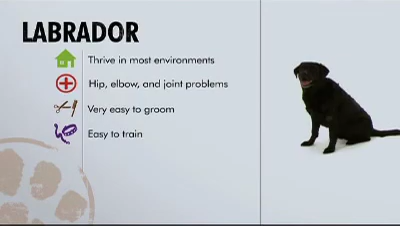 LABRADOR
Thrive in most environments
Hip, elbow, and joint problems
Very easy to groom
Easy to train